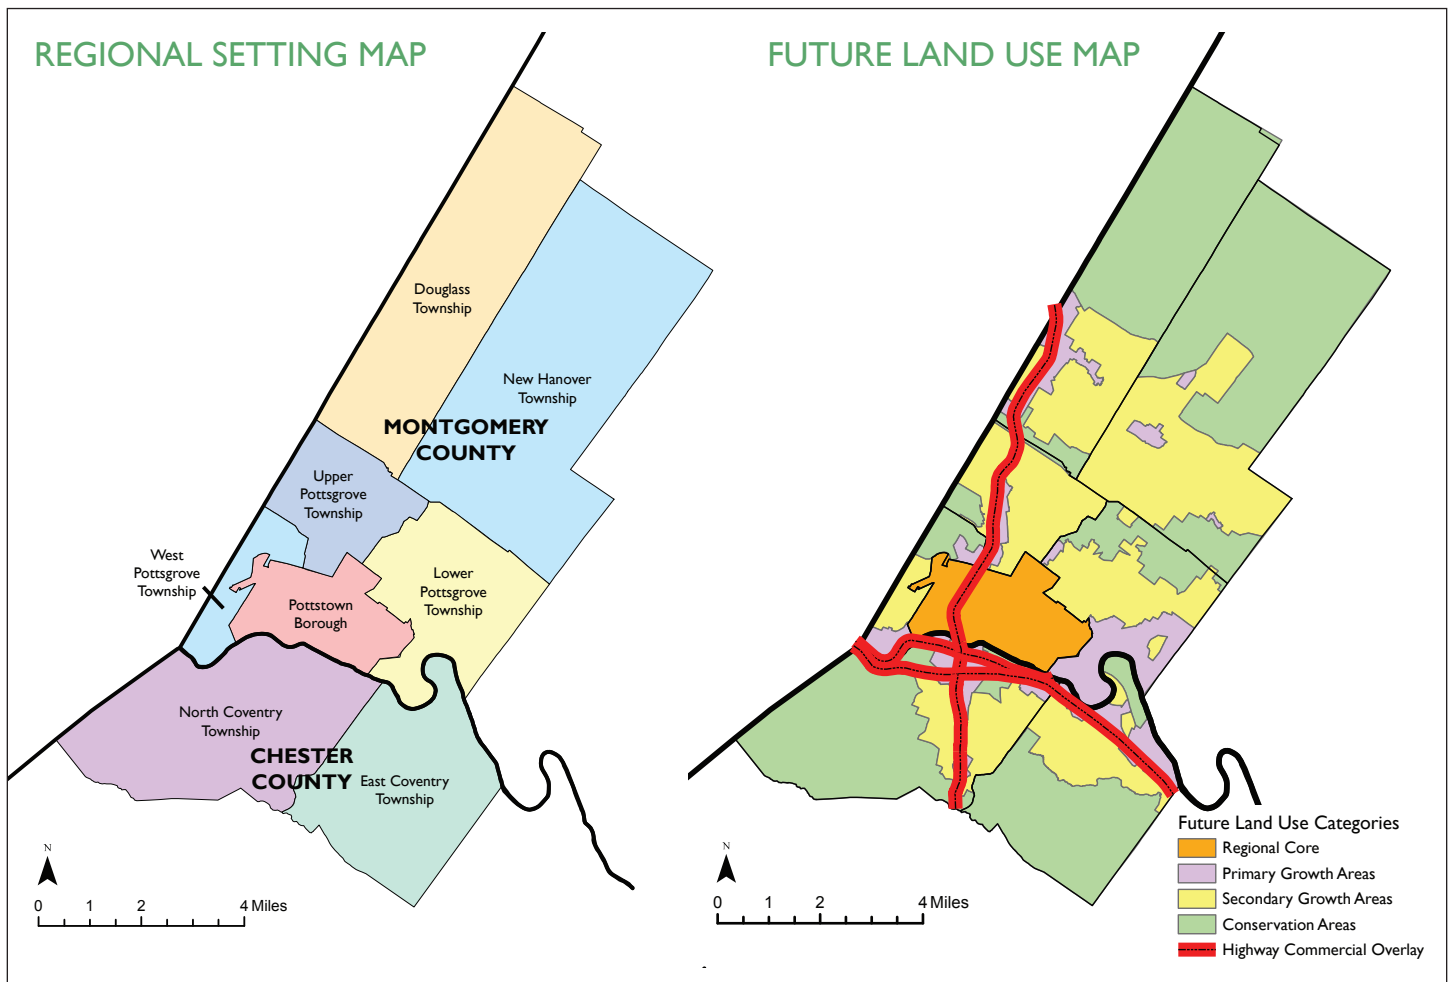 REGIONAL SETTING MAP
Douglass
Township
New Hanover
Township
MONTGOMERY
COUNTY
Upper
Pottsgrove
Township
West
Pottsgrove
Township
Lower
Pottsgrove
Township
Pottstown
Borough
North Coventry
Township
CHESTER
COUNTY
East Coventry
Township
N
0 1 2 4 Miles
FUTURE LAND USE MAP
Future Land Use Categories
Regional Core
Primary Growth Areas
Secondary Growth Areas
Conservation Areas
Highway Commercial Overlay
N
0 1 2 4 Miles